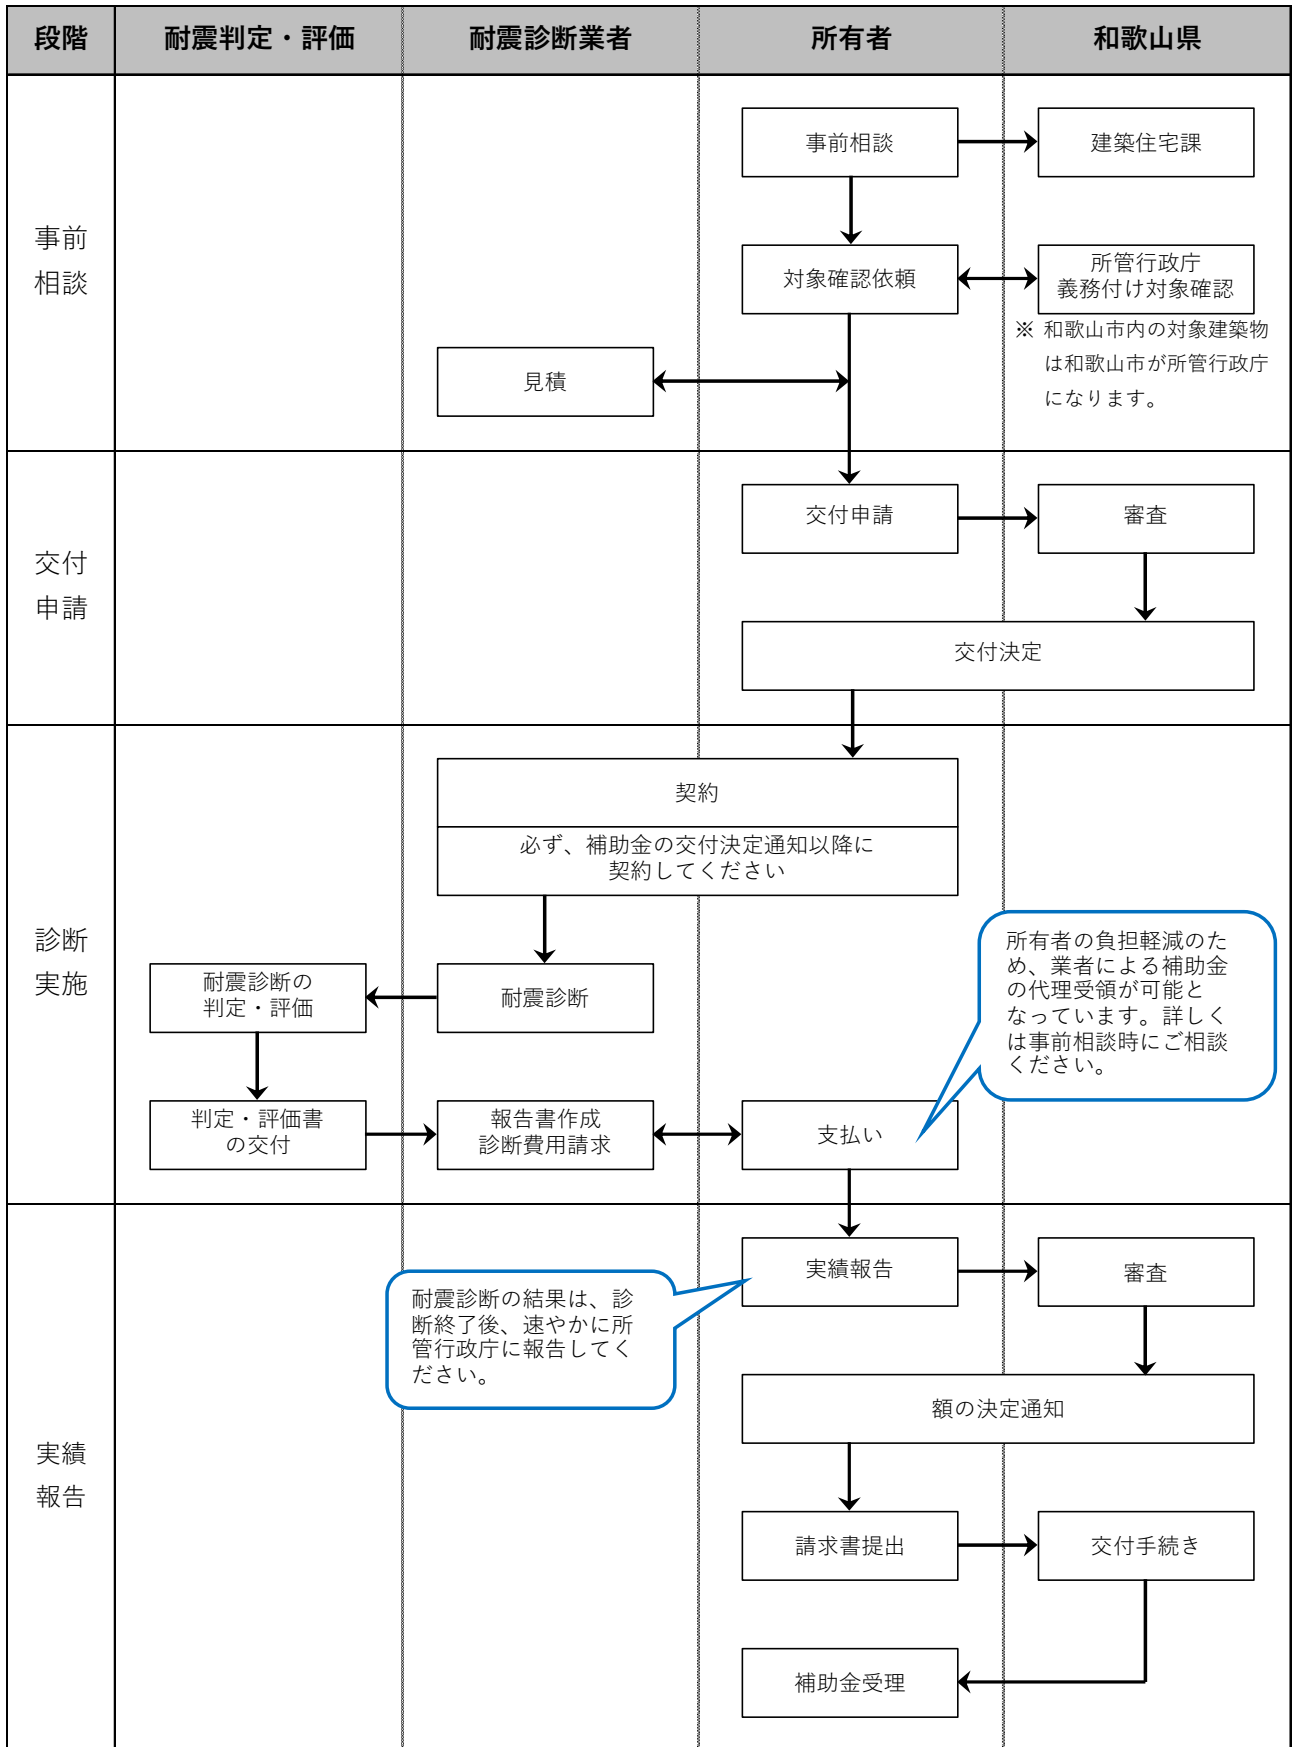 段階
耐震判定・評価
耐震診断業者
所有者
和歌山県
事前
相談
事前相談
建築住宅課
対象確認依頼
所管行政庁
義務付け対象確認
※ 和歌山市内の対象建築物
は和歌山市が所管行政庁
になります。
見積
交付
申請
交付申請
審査
交付決定
診断
実施
契約
必ず、補助金の交付決定通知以降に
契約してください
所有者の負担軽減のた
め、業者による補助金
の代理受領が可能と
なっています。詳しく
は事前相談時にご相談
ください。
耐震診断の
判定・評価
耐震診断
判定・評価書
の交付
報告書作成
診断費用請求
支払い
実績
報告
実績報告
審査
耐震診断の結果は、診
断終了後、速やかに所
管行政庁に報告してく
ださい。
額の決定通知
請求書提出
交付手続き
補助金受理